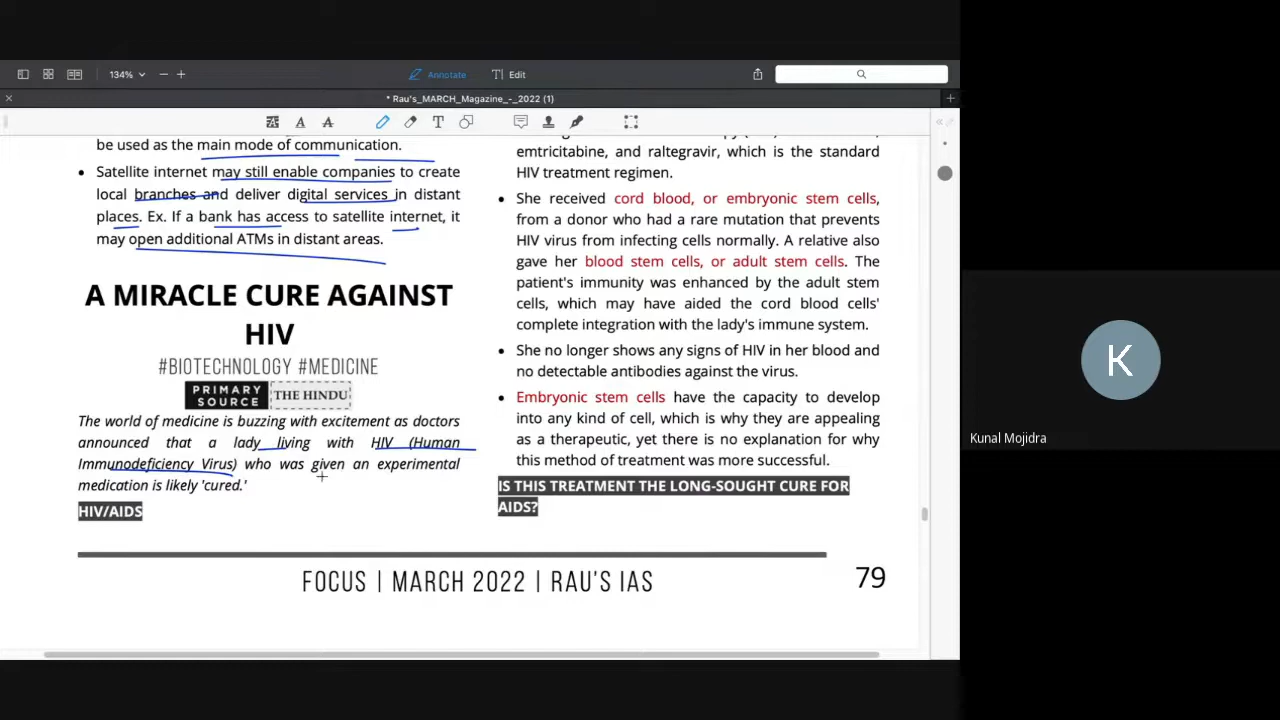 134%
Annotate
Edit
* Rau's_MARCH_Magazine_-_2022 (1)
be used as the main mode of communication.
• Satellite internet may still enable companies to create
local branches and deliver digital services in distant
places. Ex. If a bank has access to satellite internet, it
may open additional ATMs in distant areas.
A MIRACLE CURE AGAINST
HIV
#BIOTECHNOLOGY #MEDICINE
PRIMARY
SOURCE
THE HINDU
The world of medicine is buzzing with excitement as doctors
announced that a lady living with HIV (Human
Immunodeficiency Virus) who was given an experimental
medication is likely 'cured.'
HIV/AIDS
emtricitabine, and raltegravir, which is the standard
HIV treatment regimen.
• She received cord blood, or embryonic stem cells,
from a donor who had a rare mutation that prevents
HIV virus from infecting cells normally. A relative also
gave her blood stem cells, or adult stem cells. The
patient's immunity was enhanced by the adult stem
cells, which may have aided the cord blood cells'
complete integration with the lady's immune system.
• She no longer shows any signs of HIV in her blood and
no detectable antibodies against the virus.
• Embryonic stem cells have the capacity to develop
into any kind of cell, which is why they are appealing
as a therapeutic, yet there is no explanation for why
this method of treatment was more successful.
IS THIS TREATMENT THE LONG-SOUGHT CURE FOR
AIDS?
FOCUS | MARCH 2022 | RAU'S IAS
79
K
Kunal Mojidra